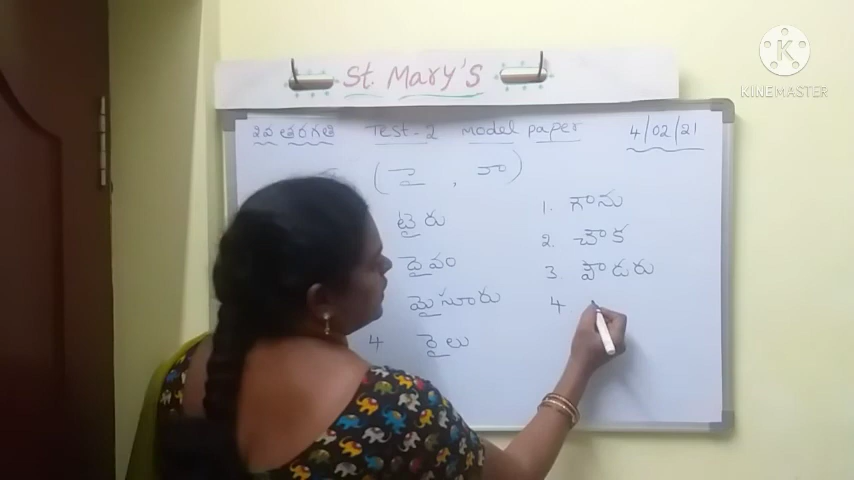 St. Mary's
KINEMASTER
2వ తరగతి Test-2 Model paper 4/02/21
( ై , ౌ )
టైరు
దైవం
మైసూరు
4 రైలు
1. గౌను
2. చౌక
3. పౌడరు
4